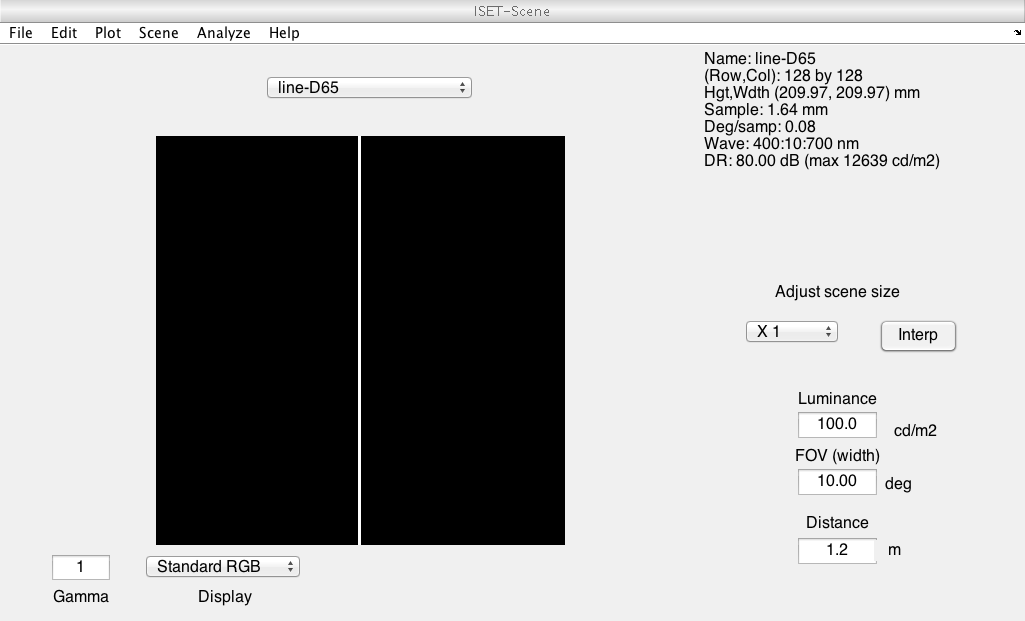 ISET-Scene
File Edit Plot Scene Analyze Help
line-D65
Name: line-D65
(Row,Col): 128 by 128
Hgt,Wdth (209.97, 209.97) mm
Sample: 1.64 mm
Deg/samp: 0.08
Wave: 400:10:700 nm
DR: 80.00 dB (max 12639 cd/m2)
Adjust scene size
X 1
Interp
Luminance
100.0 cd/m2
FOV (width)
10.00 deg
Distance
1.2 m
1 Standard RGB
Gamma Display